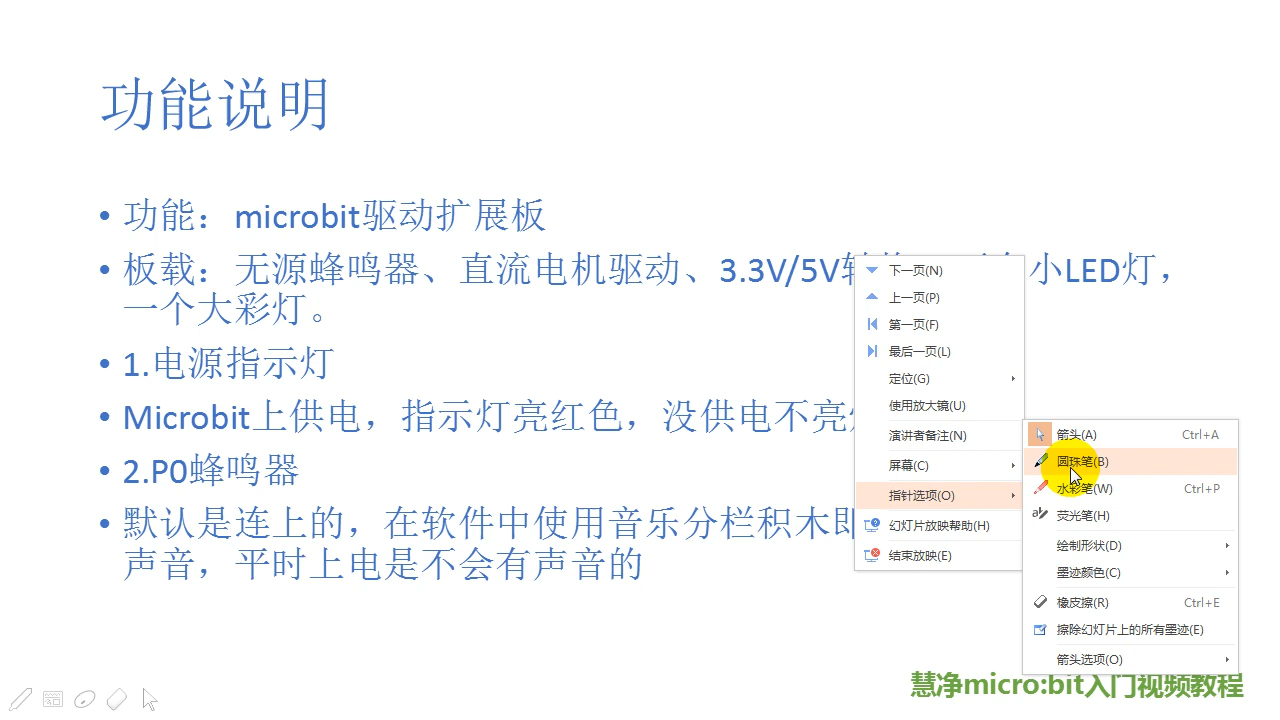 功能说明
• 功能：microbit驱动扩展板
• 板载：无源蜂鸣器、直流电机驱动、3.3V/5V转 小LED灯，
一个大彩灯。
• 1.电源指示灯
• Microbit上供电，指示灯亮红色，没供电不亮
• 2.P0蜂鸣器
• 默认是连上的，在软件中使用音乐分栏积木即
声音，平时上电是不会有声音的
下一页(N)
上一页(P)
第一页(F)
最后一页(L)
定位(G)
使用放大镜(U)
演讲者备注(N)
屏幕(C)
指针选项(O)
幻灯片放映帮助(H)
结束放映(E)
箭头(A) Ctrl+A
圆珠笔(B)
水彩笔(W) Ctrl+P
荧光笔(H)
绘制形状(D)
墨迹颜色(C)
橡皮擦(R) Ctrl+E
擦除幻灯片上的所有墨迹(E)
箭头选项(O)
慧净micro:bit入门视频教程